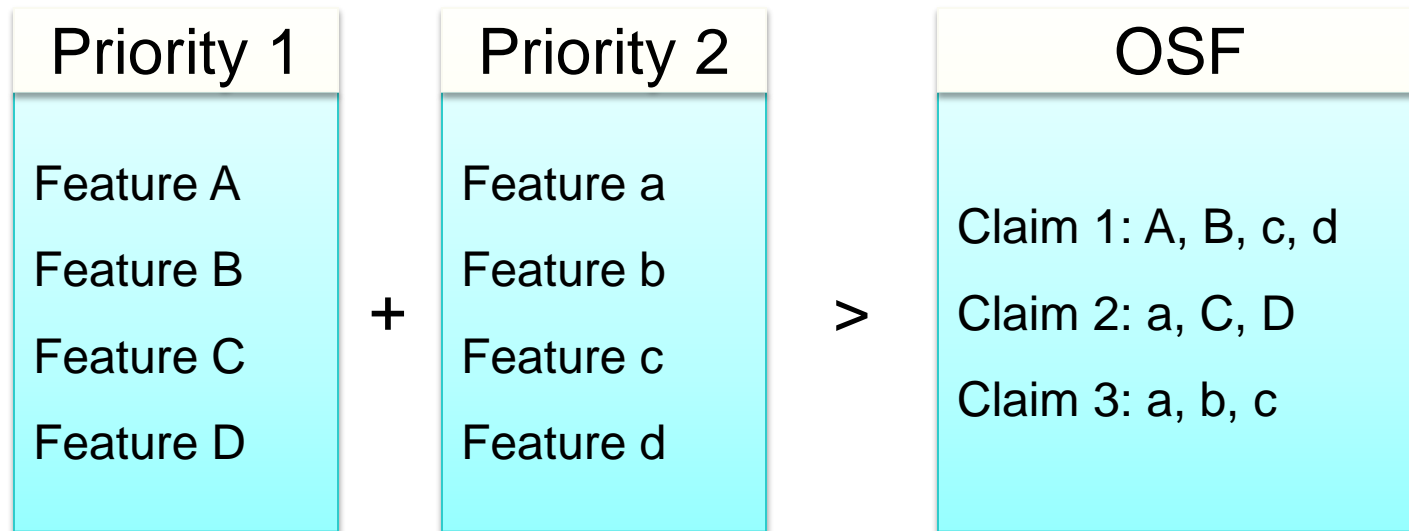 Priority 1
Feature A
Feature B
Feature C
Feature D
+
Priority 2
Feature a
Feature b
Feature c
Feature d
>
OSF
Claim 1: A, B, c, d
Claim 2: a, C, D
Claim 3: a, b, c